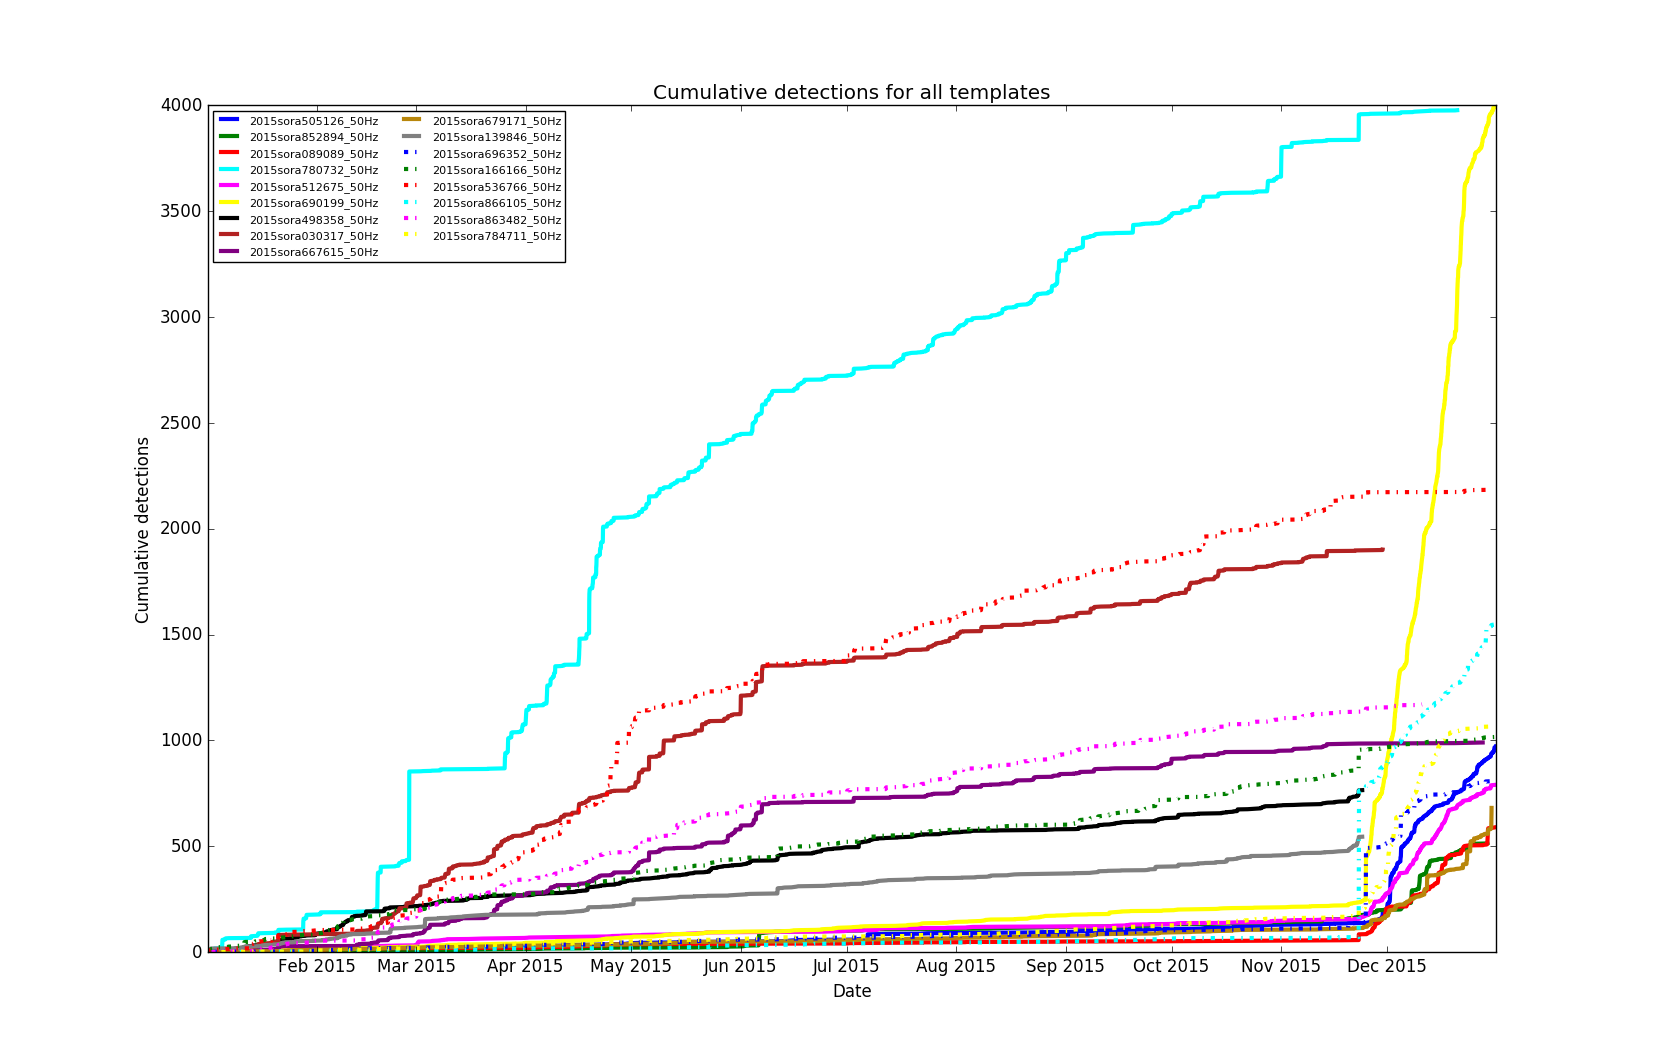 Cumulative detections for all templates
4000
3500
3000
2500
2000
1500
1000
500
0
Cumulative detections
2015sora505126_50Hz
2015sora852894_50Hz
2015sora089089_50Hz
2015sora780732_50Hz
2015sora512675_50Hz
2015sora690199_50Hz
2015sora498358_50Hz
2015sora030317_50Hz
2015sora667615_50Hz
2015sora679171_50Hz
2015sora139846_50Hz
2015sora696352_50Hz
2015sora166166_50Hz
2015sora536766_50Hz
2015sora866105_50Hz
2015sora863482_50Hz
2015sora784711_50Hz
Feb 2015 Mar 2015 Apr 2015 May 2015 Jun 2015 Jul 2015 Aug 2015 Sep 2015 Oct 2015 Nov 2015 Dec 2015
Date